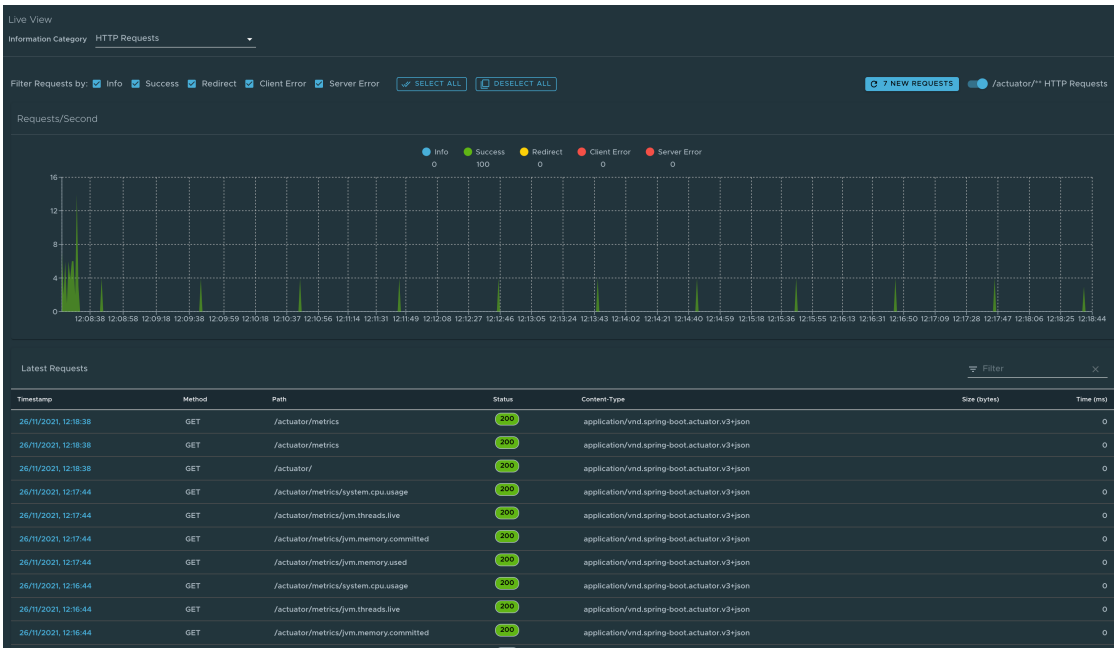 Live View
Information Category HTTP Requests
Filter Requests by: Info Success Redirect Client Error Server Error SELECT ALL DESELECT ALL 7 NEW REQUESTS /actuator/** HTTP Requests
Requests/Second
Info Success Redirect Client Error Server Error
0 100 0 0 0
16
12
8
4
0
12:08:38 12:08:58 12:09:18 12:09:38 12:09:59 12:10:18 12:10:37 12:10:56 12:11:14 12:11:31 12:11:49 12:12:08 12:12:27 12:12:46 12:13:05 12:13:24 12:13:43 12:14:02 12:14:21 12:14:40 12:14:59 12:15:18 12:15:36 12:15:55 12:16:13 12:16:31 12:16:50 12:17:09 12:17:28 12:17:47 12:18:06 12:18:25 12:18:44
Latest Requests Filter
Timestamp Method Path Status Content-Type Size (bytes) Time (ms)
26/11/2021, 12:18:38 GET /actuator/metrics 200 application/vnd.spring-boot.actuator.v3+json 0
26/11/2021, 12:18:38 GET /actuator/metrics 200 application/vnd.spring-boot.actuator.v3+json 0
26/11/2021, 12:18:38 GET /actuator/ 200 application/vnd.spring-boot.actuator.v3+json 0
26/11/2021, 12:17:44 GET /actuator/metrics/system.cpu.usage 200 application/vnd.spring-boot.actuator.v3+json 0
26/11/2021, 12:17:44 GET /actuator/metrics/jvm.threads.live 200 application/vnd.spring-boot.actuator.v3+json 0
26/11/2021, 12:17:44 GET /actuator/metrics/jvm.memory.committed 200 application/vnd.spring-boot.actuator.v3+json 0
26/11/2021, 12:17:44 GET /actuator/metrics/jvm.memory.used 200 application/vnd.spring-boot.actuator.v3+json 0
26/11/2021, 12:16:44 GET /actuator/metrics/system.cpu.usage 200 application/vnd.spring-boot.actuator.v3+json 0
26/11/2021, 12:16:44 GET /actuator/metrics/jvm.threads.live 200 application/vnd.spring-boot.actuator.v3+json 0
26/11/2021, 12:16:44 GET /actuator/metrics/jvm.memory.committed 200 application/vnd.spring-boot.actuator.v3+json 0